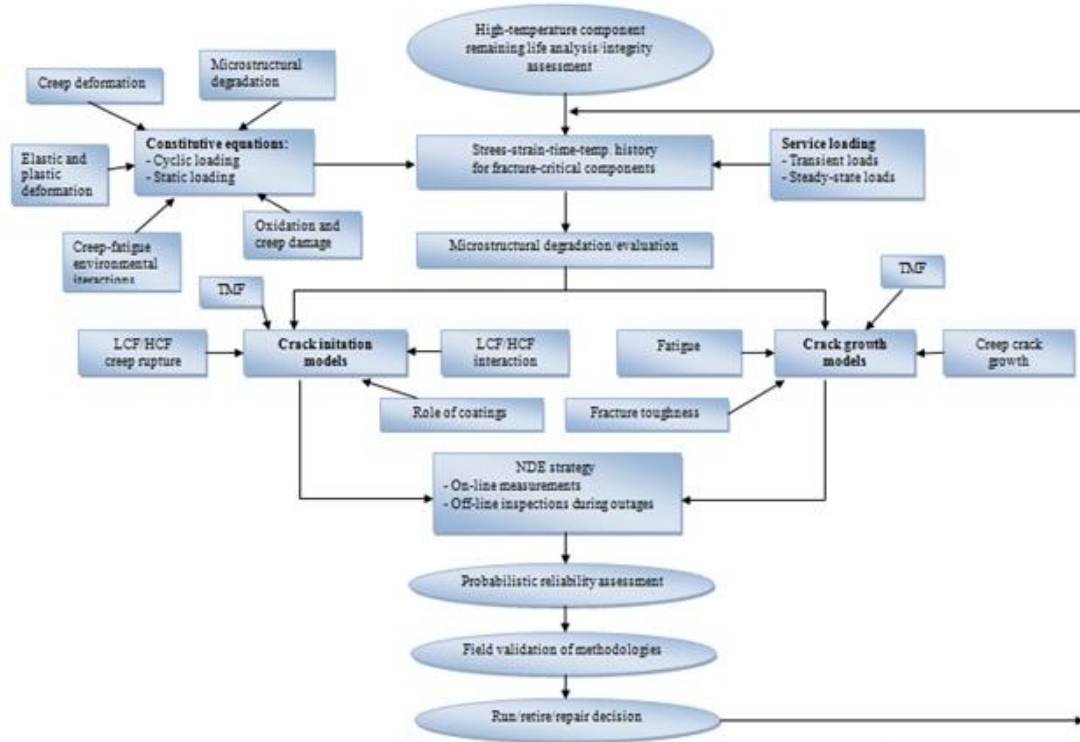 High-temperature component
remaining life analysis/integrity
assessment
Creep deformation
Microstructural
degradation
Constitutive equations:
- Cyclic loading
- Static loading
Elastic and
plastic
deformation
Strees-strain-time-temp. history
for fracture-critical components
Service loading
- Transient loads
- Steady-state loads
Oxidation and
creep damage
Creep-fatigue
environmental
iteractions
Microstructural degradation/evaluation
TMF
TMF
LCF/HCF
creep rupture
Crack initation
models
LCF/HCF
interaction
Fatigue
Crack growth
models
Creep crack
growth
Role of coatings
Fracture toughness
NDE strategy
- On-line measurements
- Off-line inspections during outages
Probabilistic reliability assessment
Field validation of methodologies
Run/retire/repair decision